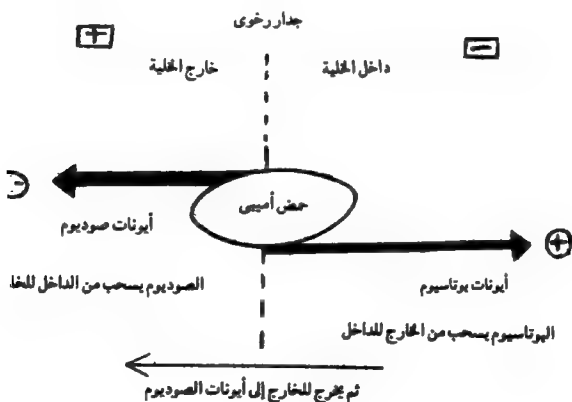 جدار رخوى
+ −
خارج الخلية داخل الخلية
حمض أميبى
− +
أيونات صوديوم
أيونات بوتاسيوم
الصوديوم يسحب من الداخل للخا
البوتاسيوم يسحب من الخارج للداخل
ثم يخرج للخارج إلى أيونات الصوديوم